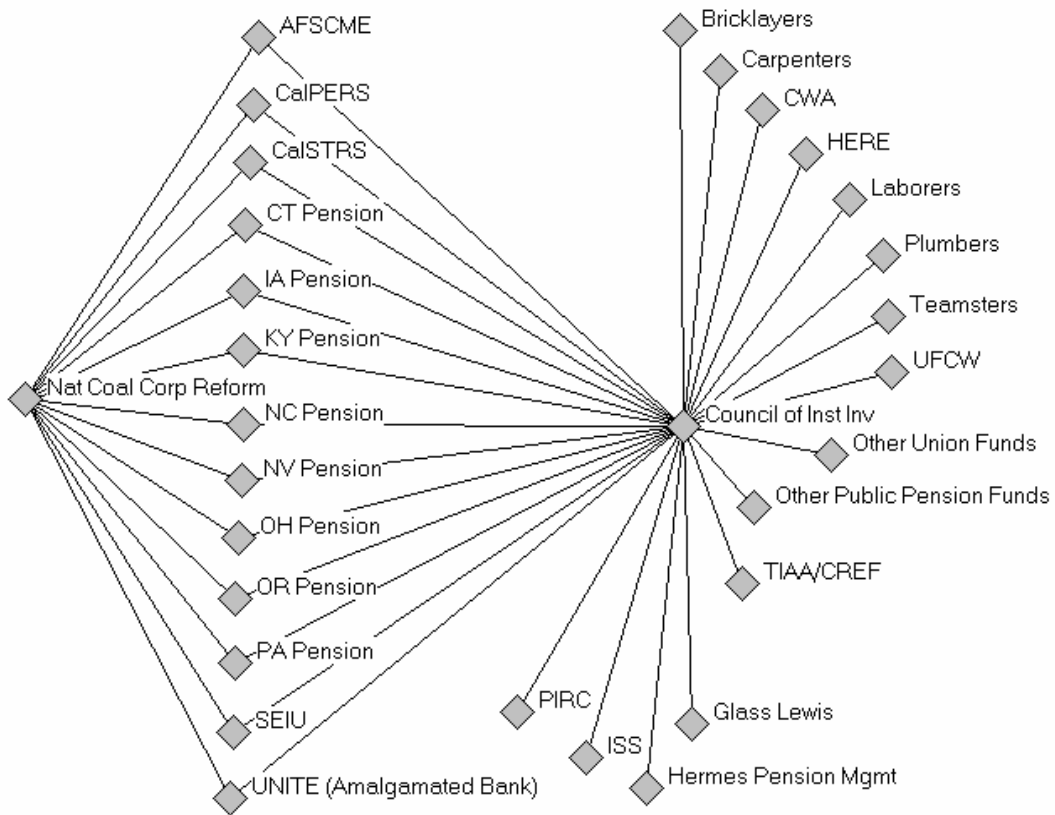 AFSCME
CalPERS
CalSTRS
CT Pension
IA Pension
KY Pension
Nat Coal Corp Reform
NC Pension
NV Pension
OH Pension
OR Pension
PA Pension
SEIU
UNITE (Amalgamated Bank)
Bricklayers
Carpenters
CWA
HERE
Laborers
Plumbers
Teamsters
UFCW
Council of Inst Inv
Other Union Funds
Other Public Pension Funds
TIAA/CREF
PIRC
ISS
Glass Lewis
Hermes Pension Mgmt